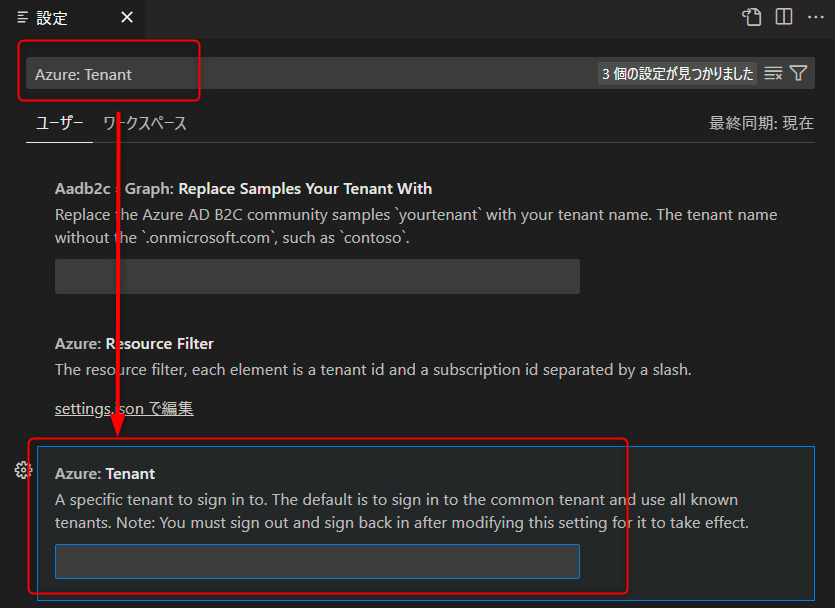 設定
Azure: Tenant
3 個の設定が見つかりました
ユーザー ワークスペース 最終同期: 現在
Aadb2c › Graph: Replace Samples Your Tenant With
Replace the Azure AD B2C community samples `yourtenant` with your tenant name. The tenant name
without the `.onmicrosoft.com`, such as `contoso`.
Azure: Resource Filter
The resource filter, each element is a tenant id and a subscription id separated by a slash.
settings.json で編集
Azure: Tenant
A specific tenant to sign in to. The default is to sign in to the common tenant and use all known
tenants. Note: You must sign out and sign back in after modifying this setting for it to take effect.